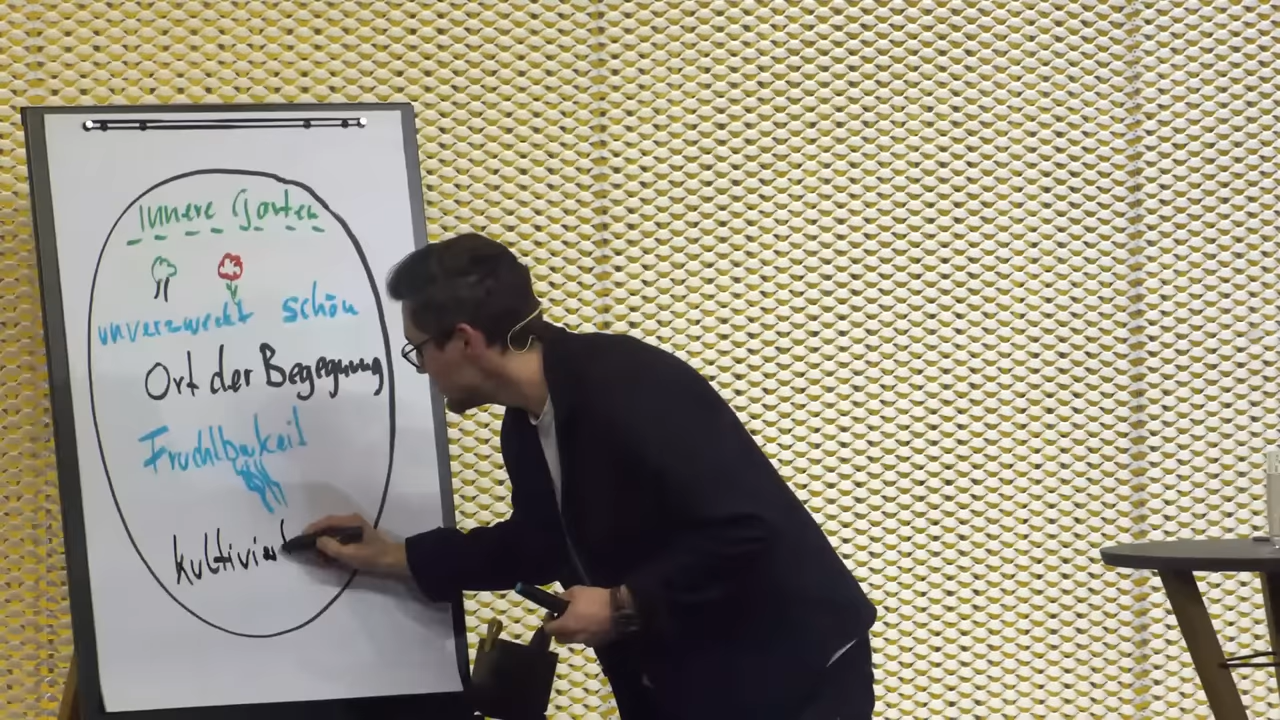 Innere Garten
unverzweckt schön
Ort der Begegnung
Fruchtbarkeit
kultiviert